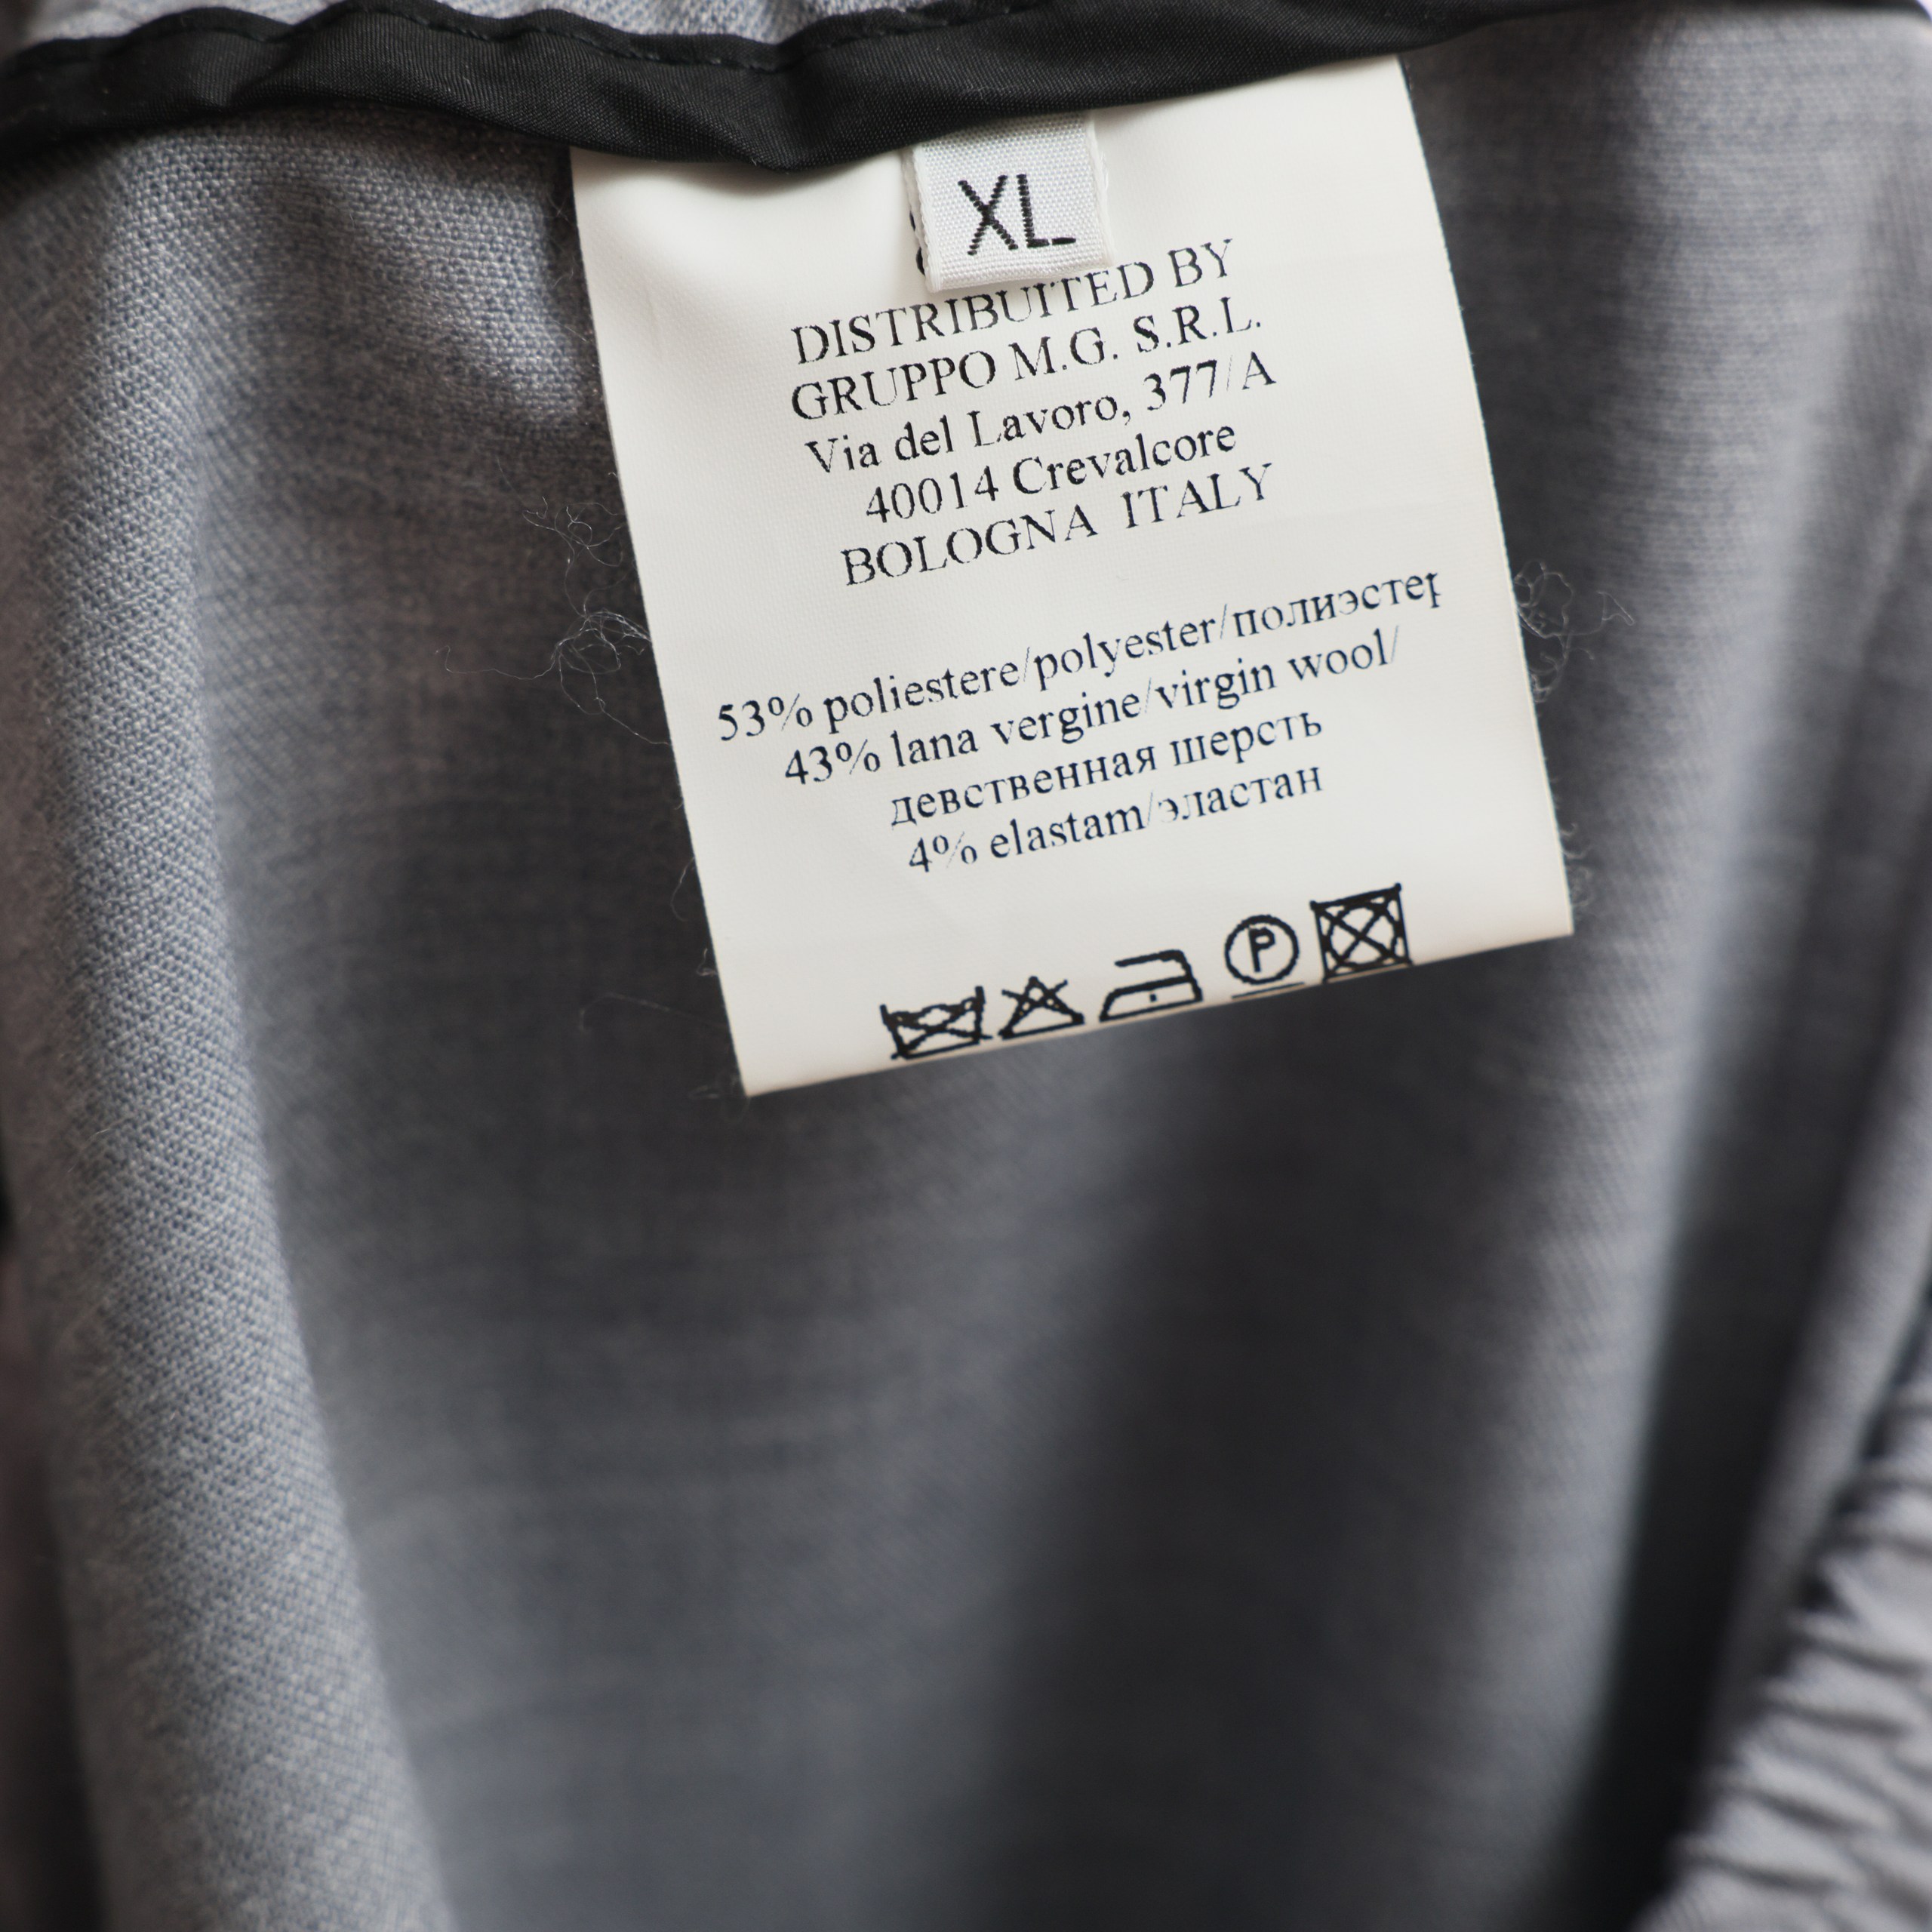 XL
DISTRIBUITED BY
GRUPPO M.G. S.R.L.
Via del Lavoro, 377/A
40014 Crevalcore
BOLOGNA ITALY
53% poliestere/polyester/полиэстер
43% lana vergine/virgin wool/
девственная шерсть
4% elastam/эластан
P